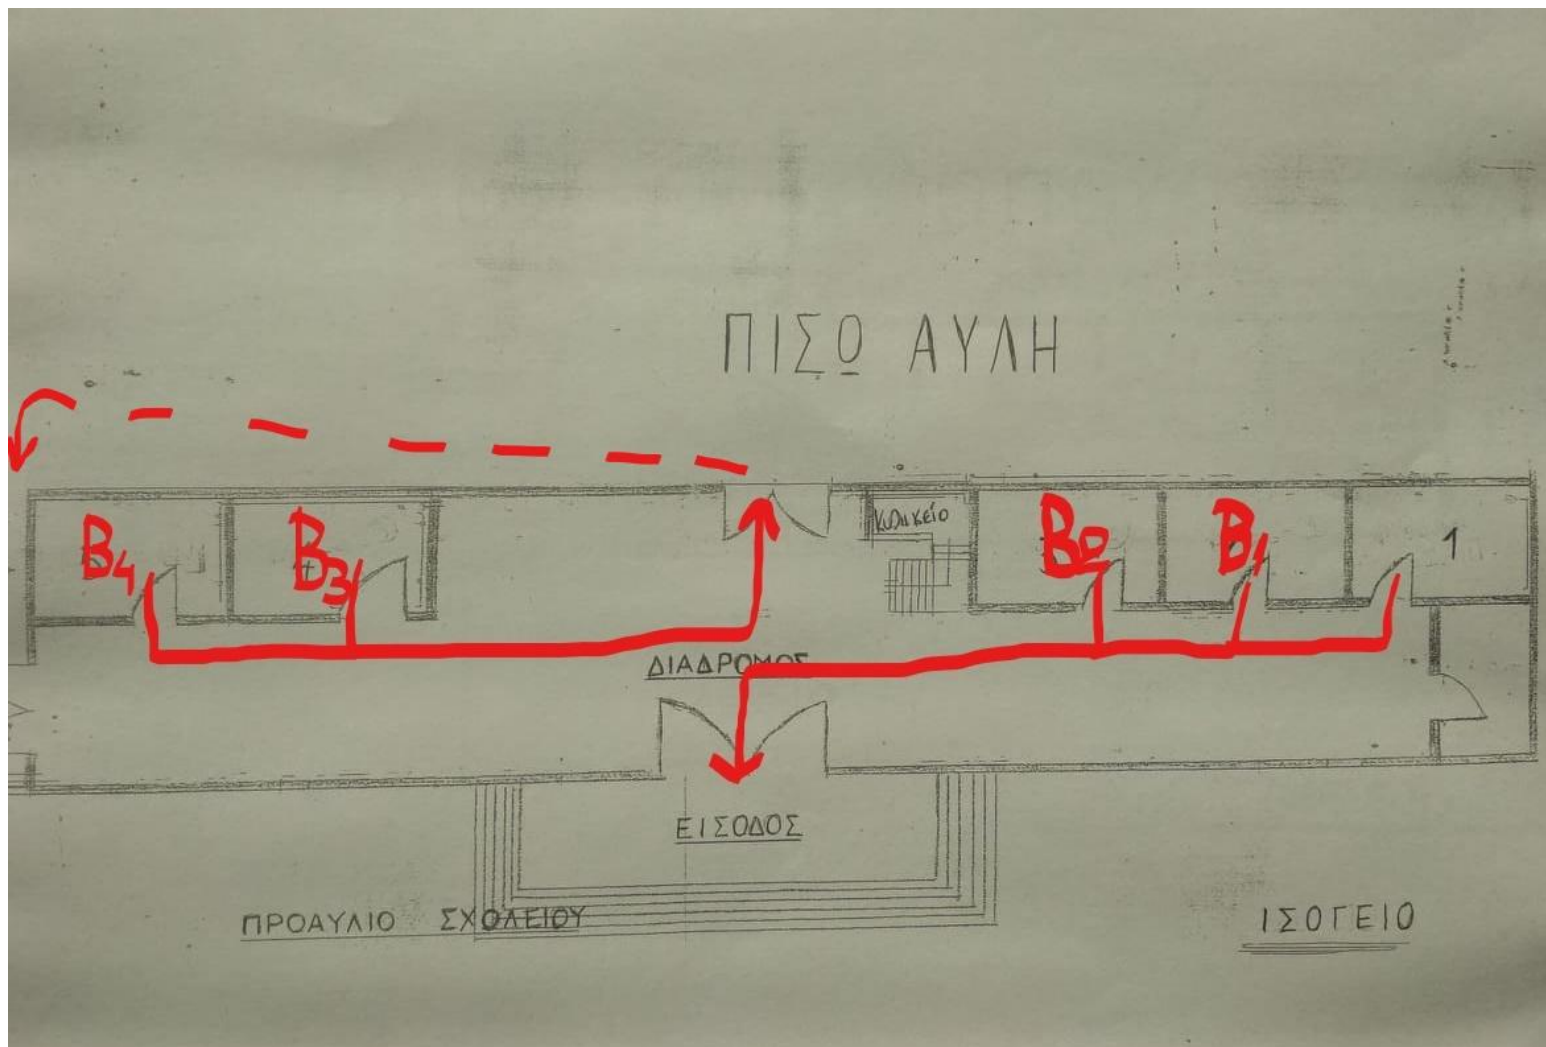 ΠΙΣΩ ΑΥΛΗ
Κυλικείο
Β4
Β3
Β2
Β1
1
ΔΙΑΔΡΟΜΟΣ
ΕΙΣΟΔΟΣ
ΠΡΟΑΥΛΙΟ ΣΧΟΛΕΙΟΥ
ΙΣΟΓΕΙΟ